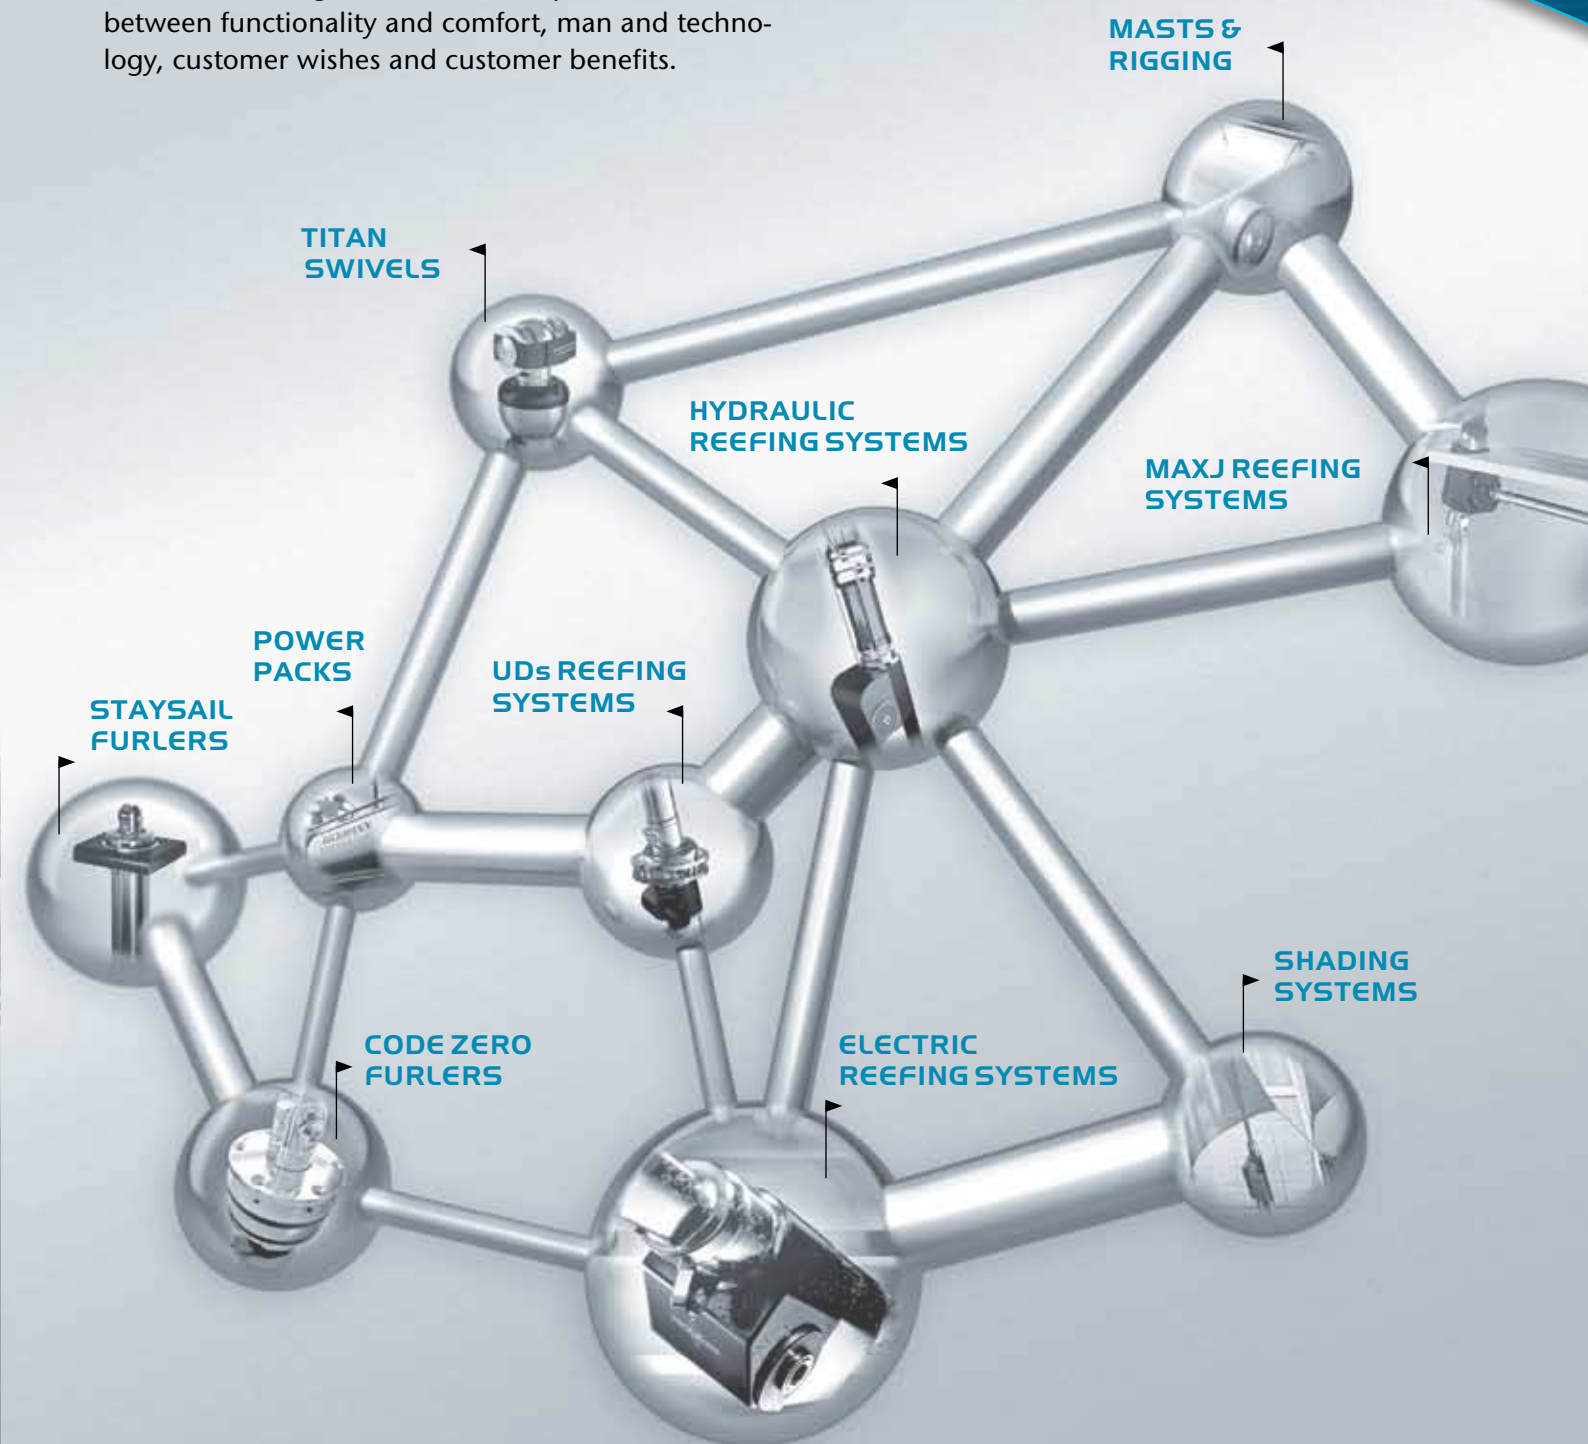 between functionality and comfort, man and techno-
logy, customer wishes and customer benefits.
MASTS &
RIGGING
TITAN
SWIVELS
HYDRAULIC
REEFING SYSTEMS
MAXJ REEFING
SYSTEMS
POWER
PACKS
UDs REEFING
SYSTEMS
STAYSAIL
FURLERS
SHADING
SYSTEMS
CODE ZERO
FURLERS
ELECTRIC
REEFING SYSTEMS